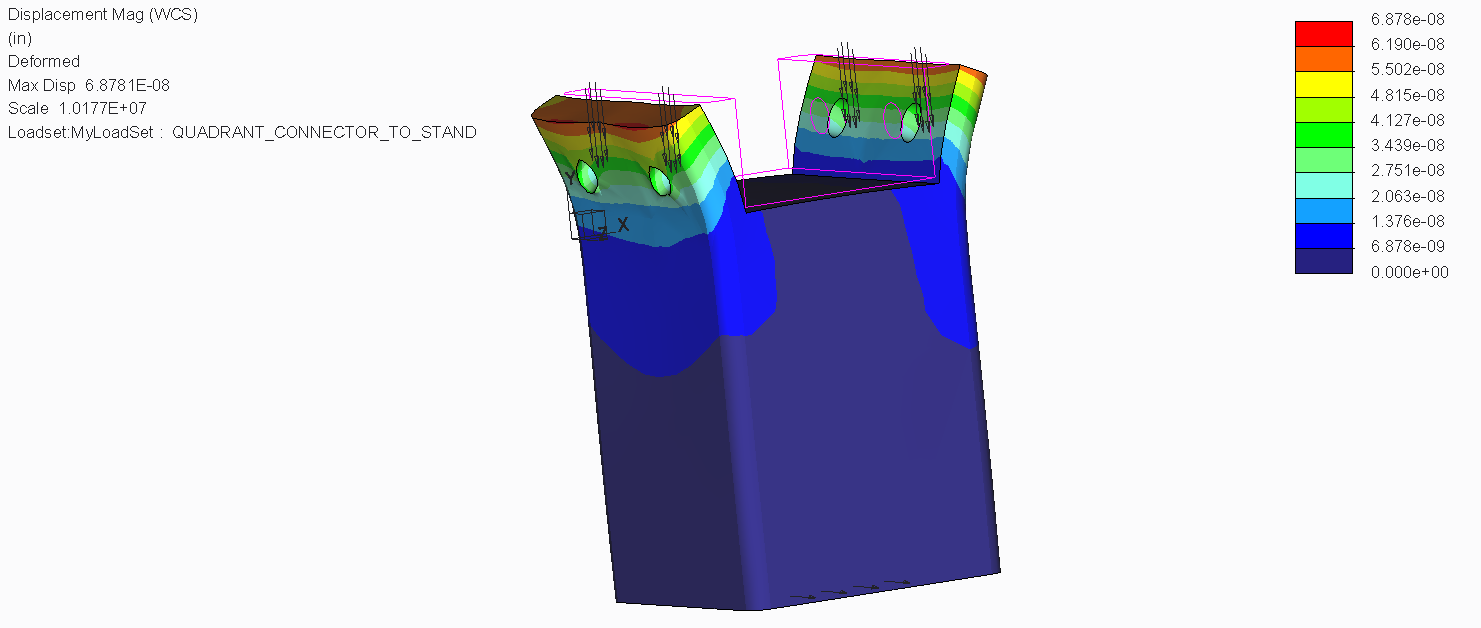 Displacement Mag (WCS)
(in)
Deformed
Max Disp 6.8781E-08
Scale 1.0177E+07
Loadset:MyLoadSet : QUADRANT_CONNECTOR_TO_STAND
6.878e-08
6.190e-08
5.502e-08
4.815e-08
4.127e-08
3.439e-08
2.751e-08
2.063e-08
1.376e-08
6.878e-09
0.000e+00
Y
X
Z